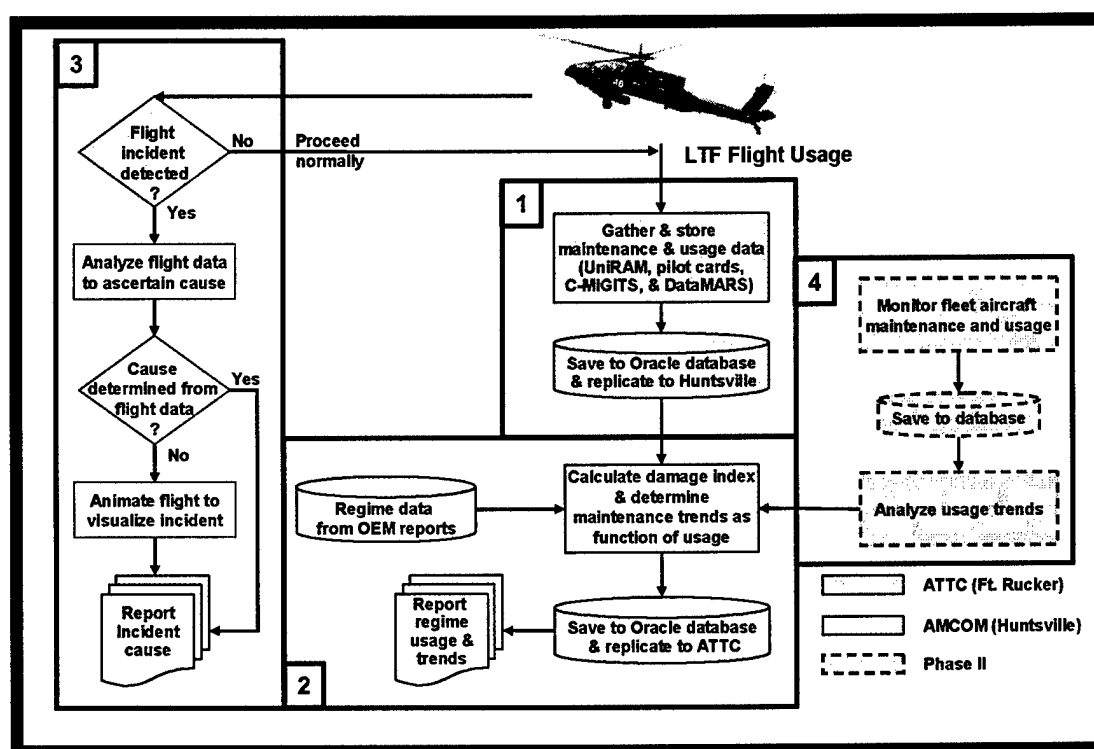 3
46
Flight
incident
detected
?
No
Proceed
normally
LTF Flight Usage
Yes
Analyze flight data
to ascertain cause
Cause
determined from
flight data
?
Yes
No
Animate flight to
visualize incident
Report
Incident
cause
1
Gather & store
maintenance & usage data
(UniRAM, pilot cards,
C-MIGITS, & DataMARS)
Save to Oracle database
& replicate to Huntsville
4
Monitor fleet aircraft
maintenance and usage
Save to database
Analyze usage trends
Regime data
from OEM reports
Calculate damage index
& determine
maintenance trends as
function of usage
Report
regime
usage &
trends
Save to Oracle database
& replicate to ATTC
2
ATTC (Ft. Rucker)
AMCOM (Huntsville)
Phase II